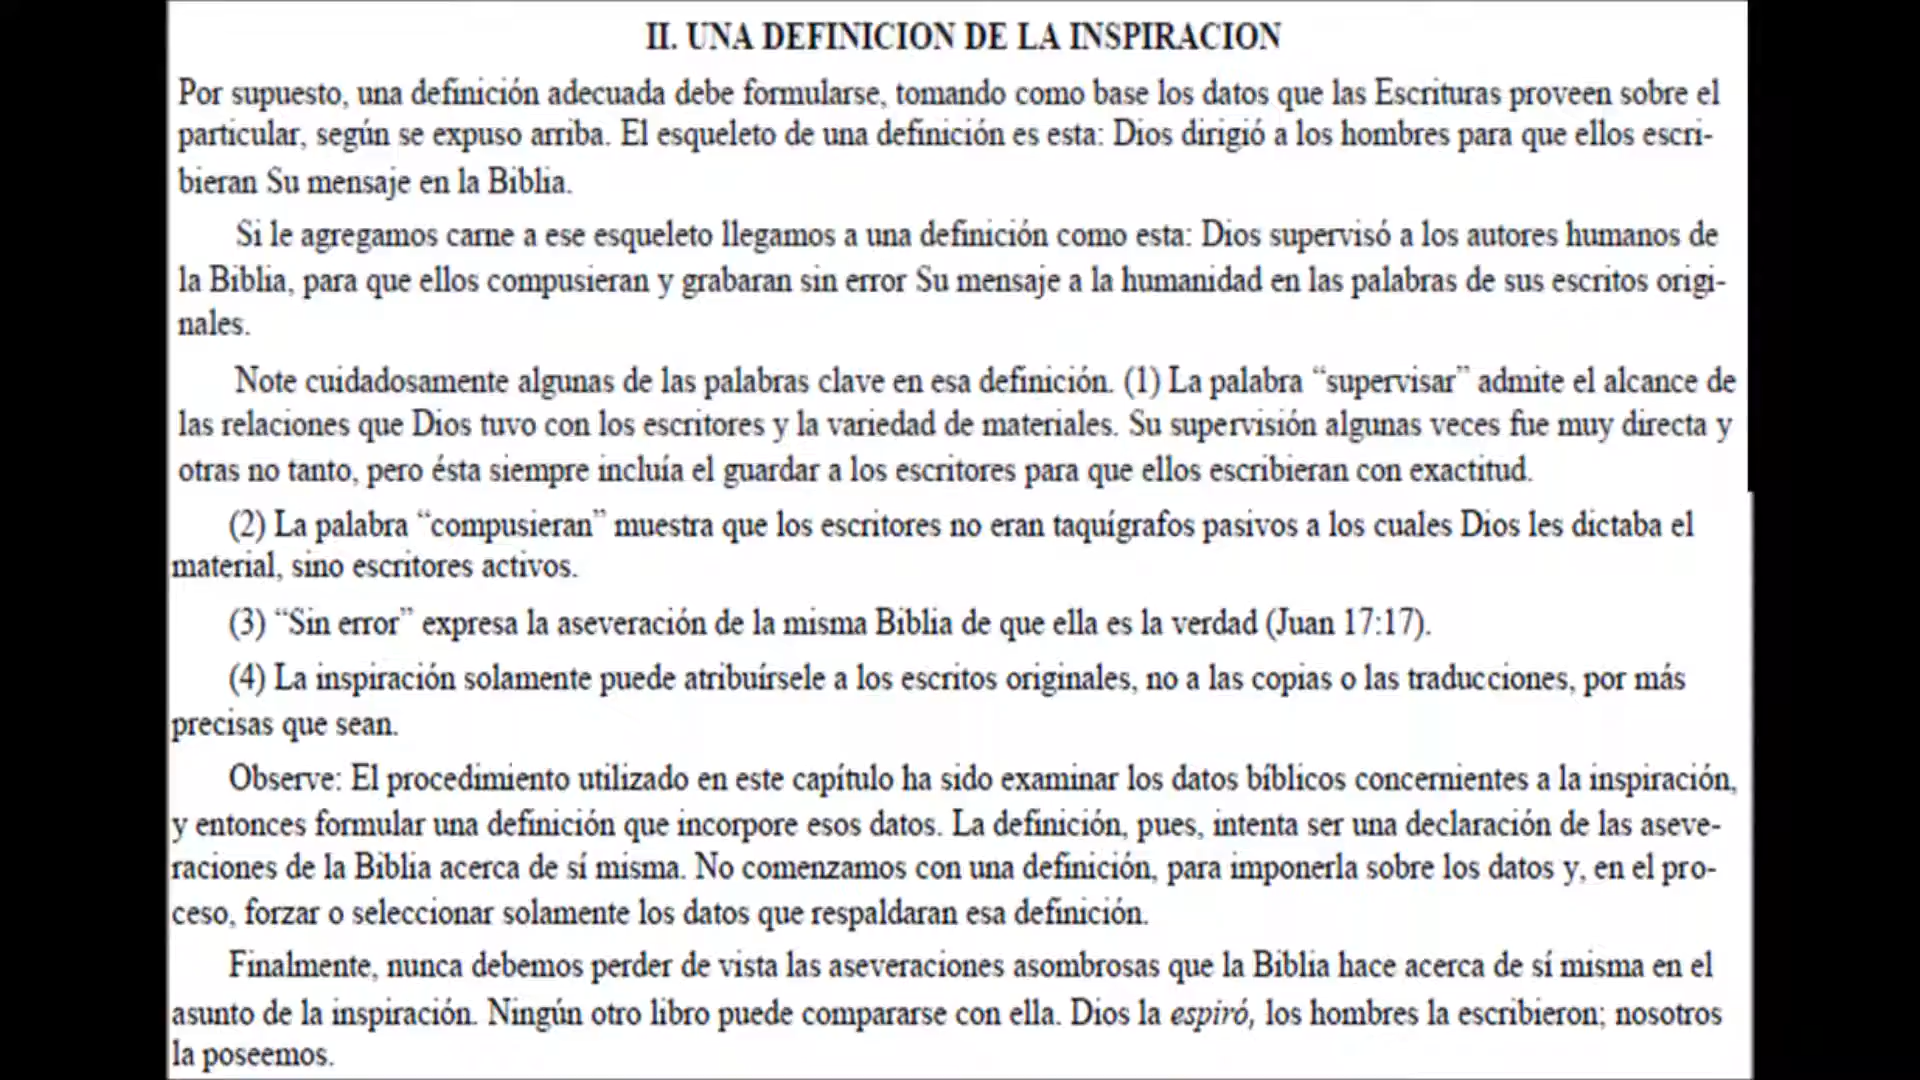 II. UNA DEFINICION DE LA INSPIRACION
Por supuesto, una definición adecuada debe formularse, tomando como base los datos que las Escrituras proveen sobre el
particular, según se expuso arriba. El esqueleto de una definición es esta: Dios dirigió a los hombres para que ellos escri-
bieran Su mensaje en la Biblia.
Si le agregamos carne a ese esqueleto llegamos a una definición como esta: Dios supervisó a los autores humanos de
la Biblia, para que ellos compusieran y grabaran sin error Su mensaje a la humanidad en las palabras de sus escritos origi-
nales.
Note cuidadosamente algunas de las palabras clave en esa definición. (1) La palabra “supervisar” admite el alcance de
las relaciones que Dios tuvo con los escritores y la variedad de materiales. Su supervisión algunas veces fue muy directa y
otras no tanto, pero ésta siempre incluía el guardar a los escritores para que ellos escribieran con exactitud.
(2) La palabra “compusieran” muestra que los escritores no eran taquígrafos pasivos a los cuales Dios les dictaba el
material, sino escritores activos.
(3) “Sin error” expresa la aseveración de la misma Biblia de que ella es la verdad (Juan 17:17).
(4) La inspiración solamente puede atribuírsele a los escritos originales, no a las copias o las traducciones, por más
precisas que sean.
Observe: El procedimiento utilizado en este capítulo ha sido examinar los datos bíblicos concernientes a la inspiración,
y entonces formular una definición que incorpore esos datos. La definición, pues, intenta ser una declaración de las aseve-
raciones de la Biblia acerca de sí misma. No comenzamos con una definición, para imponerla sobre los datos y, en el pro-
ceso, forzar o seleccionar solamente los datos que respaldaran esa definición.
Finalmente, nunca debemos perder de vista las aseveraciones asombrosas que la Biblia hace acerca de sí misma en el
asunto de la inspiración. Ningún otro libro puede compararse con ella. Dios la espiró, los hombres la escribieron; nosotros
la poseemos.